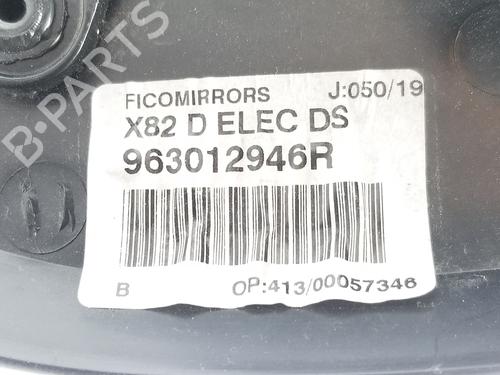 FICOMIRRORS J:050/19
X82 D ELEC DS
963012946R
B OP:413/00057346
B-PARTS